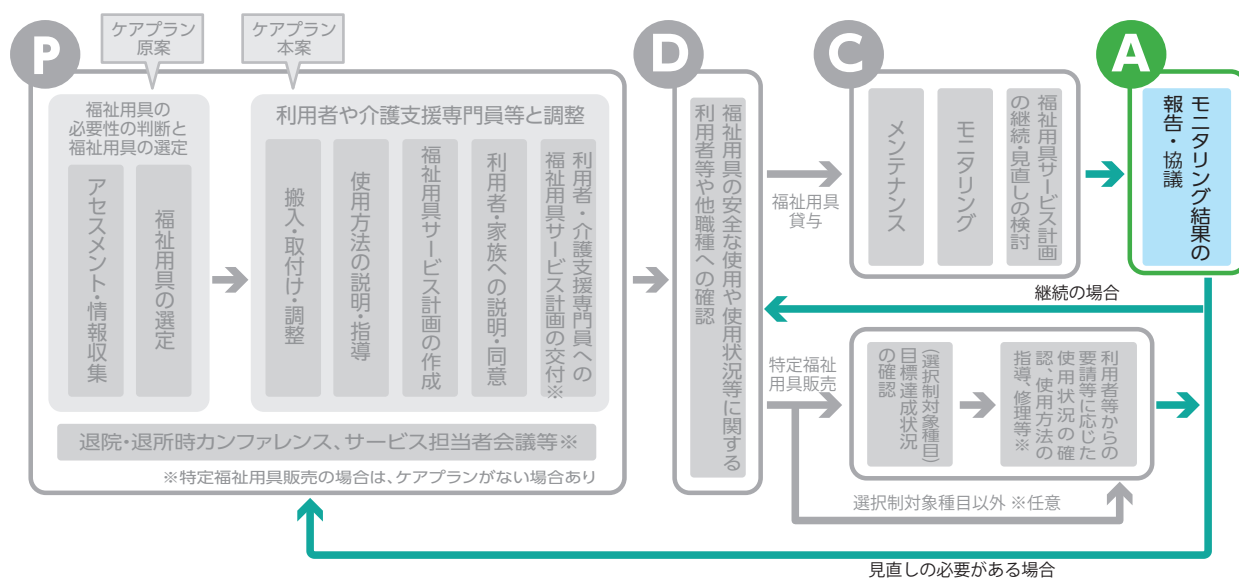 P
ケアプラン
原案
ケアプラン
本案
福祉用具の
必要性の判断と
福祉用具の選定
アセスメント・情報収集
福祉用具の選定
利用者や介護支援専門員等と調整
搬入・取付け・調整
使用方法の説明・指導
福祉用具サービス計画の作成
利用者・家族への説明・同意
利用者・介護支援専門員への
福祉用具サービス計画の交付※
退院・退所時カンファレンス、サービス担当者会議等※
※特定福祉用具販売の場合は、ケアプランがない場合あり
D
福祉用具の安全な使用や使用状況等に関する
利用者等や他職種への確認
福祉用具
貸与
C
メンテナンス
モニタリング
福祉用具サービス計画
の継続・見直しの検討
A
モニタリング結果の
報告・協議
継続の場合
特定福祉
用具販売
(選択制対象種目)
目標達成状況
の確認
利用者等からの
要請等に応じた
使用状況の確
認、使用方法の
指導、修理等※
選択制対象種目以外 ※任意
見直しの必要がある場合